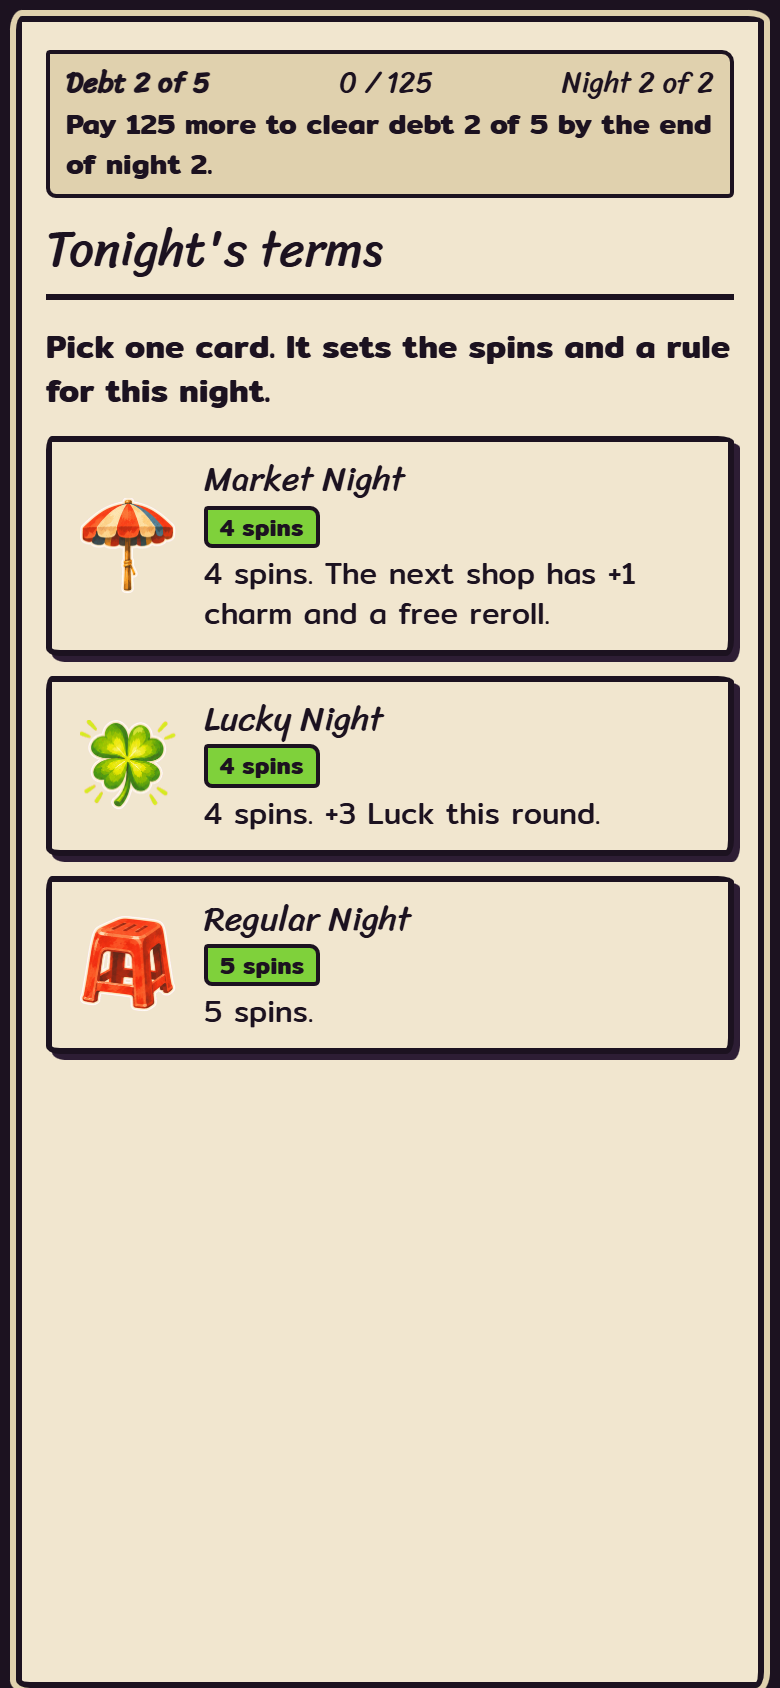 Debt 2 of 5 0 / 125 Night 2 of 2
Pay 125 more to clear debt 2 of 5 by the end
of night 2.
Tonight's terms
Pick one card. It sets the spins and a rule
for this night.
Market Night
4 spins
4 spins. The next shop has +1
charm and a free reroll.
Lucky Night
4 spins
4 spins. +3 Luck this round.
Regular Night
5 spins
5 spins.